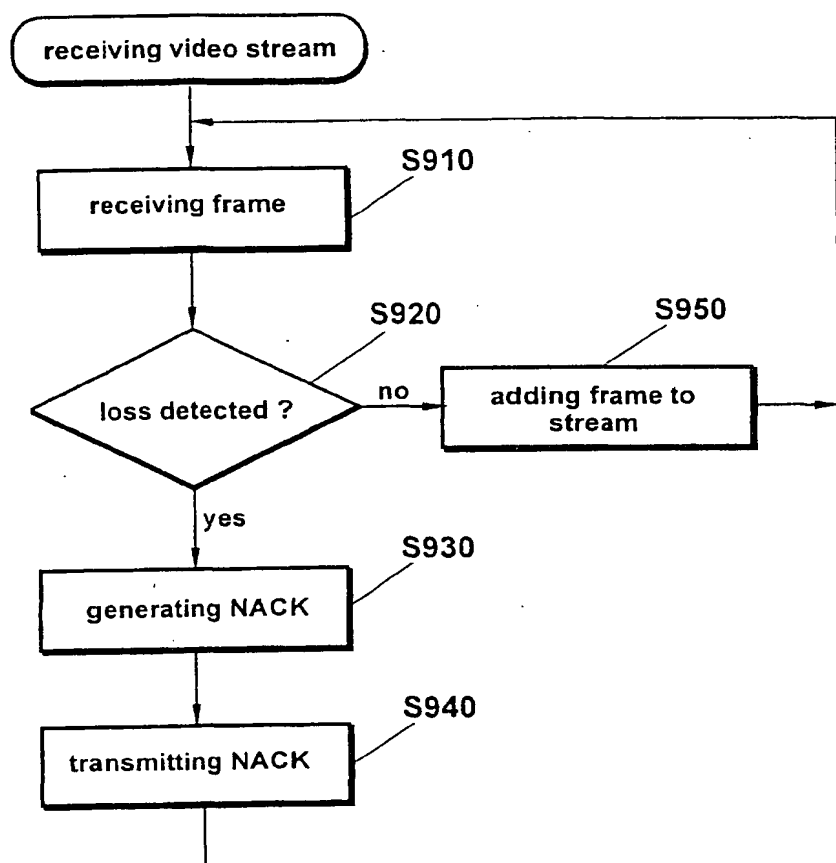 receiving video stream
S910
receiving frame
S920
loss detected ?
no
S950
adding frame to
stream
yes
S930
generating NACK
S940
transmitting NACK